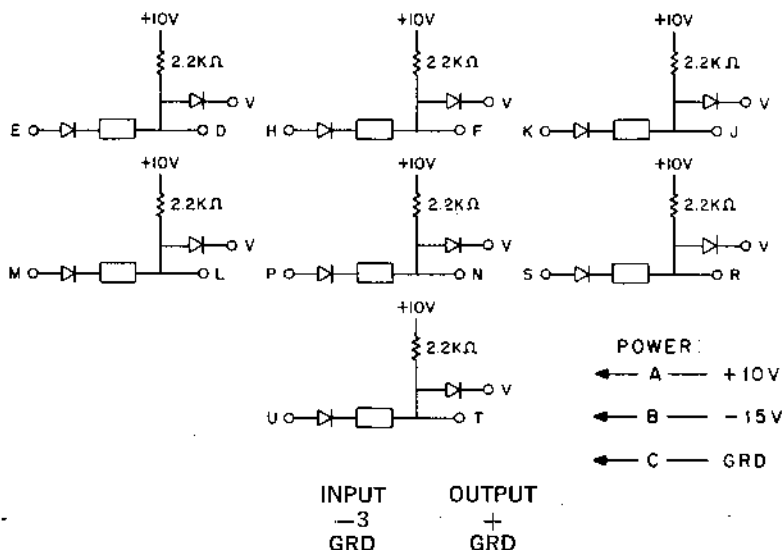 +10V +10V +10V
2.2KΩ 2.2KΩ 2.2KΩ
V V V
E D H F K J
+10V +10V +10V
2.2KΩ 2.2KΩ 2.2KΩ
V V V
M L P N S R
+10V
2.2KΩ
V
U T
POWER:
A +10V
B -15V
C GRD
INPUT OUTPUT
-3 +
GRD GRD